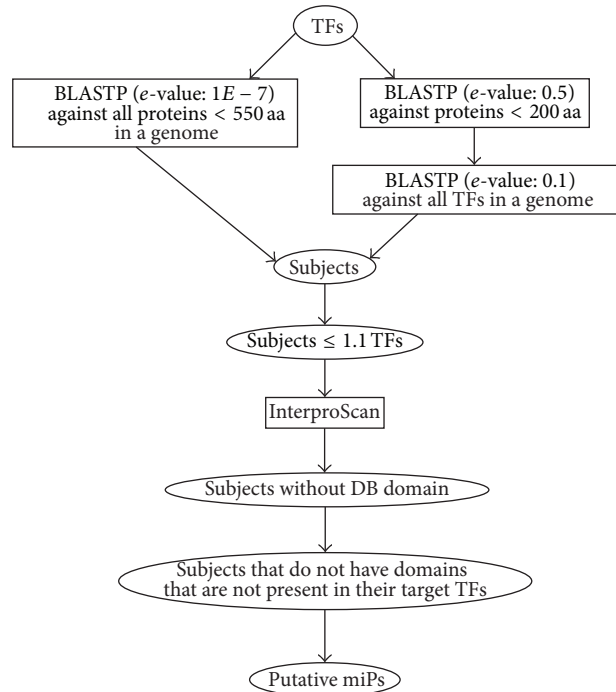 TFs
BLASTP (e-value: 1E − 7)
against all proteins < 550 aa
in a genome
BLASTP (e-value: 0.5)
against proteins < 200 aa
BLASTP (e-value: 0.1)
against all TFs in a genome
Subjects
Subjects ≤ 1.1 TFs
InterproScan
Subjects without DB domain
Subjects that do not have domains
that are not present in their target TFs
Putative miPs